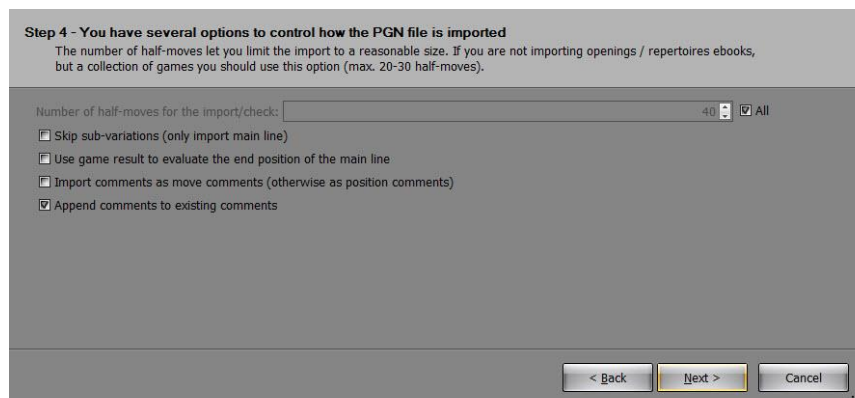 Step 4 - You have several options to control how the PGN file is imported
The number of half-moves let you limit the import to a reasonable size. If you are not importing openings / repertoires ebooks,
but a collection of games you should use this option (max. 20-30 half-moves).
Number of half-moves for the import/check: 40 All
Skip sub-variations (only import main line)
Use game result to evaluate the end position of the main line
Import comments as move comments (otherwise as position comments)
Append comments to existing comments
< Back Next > Cancel